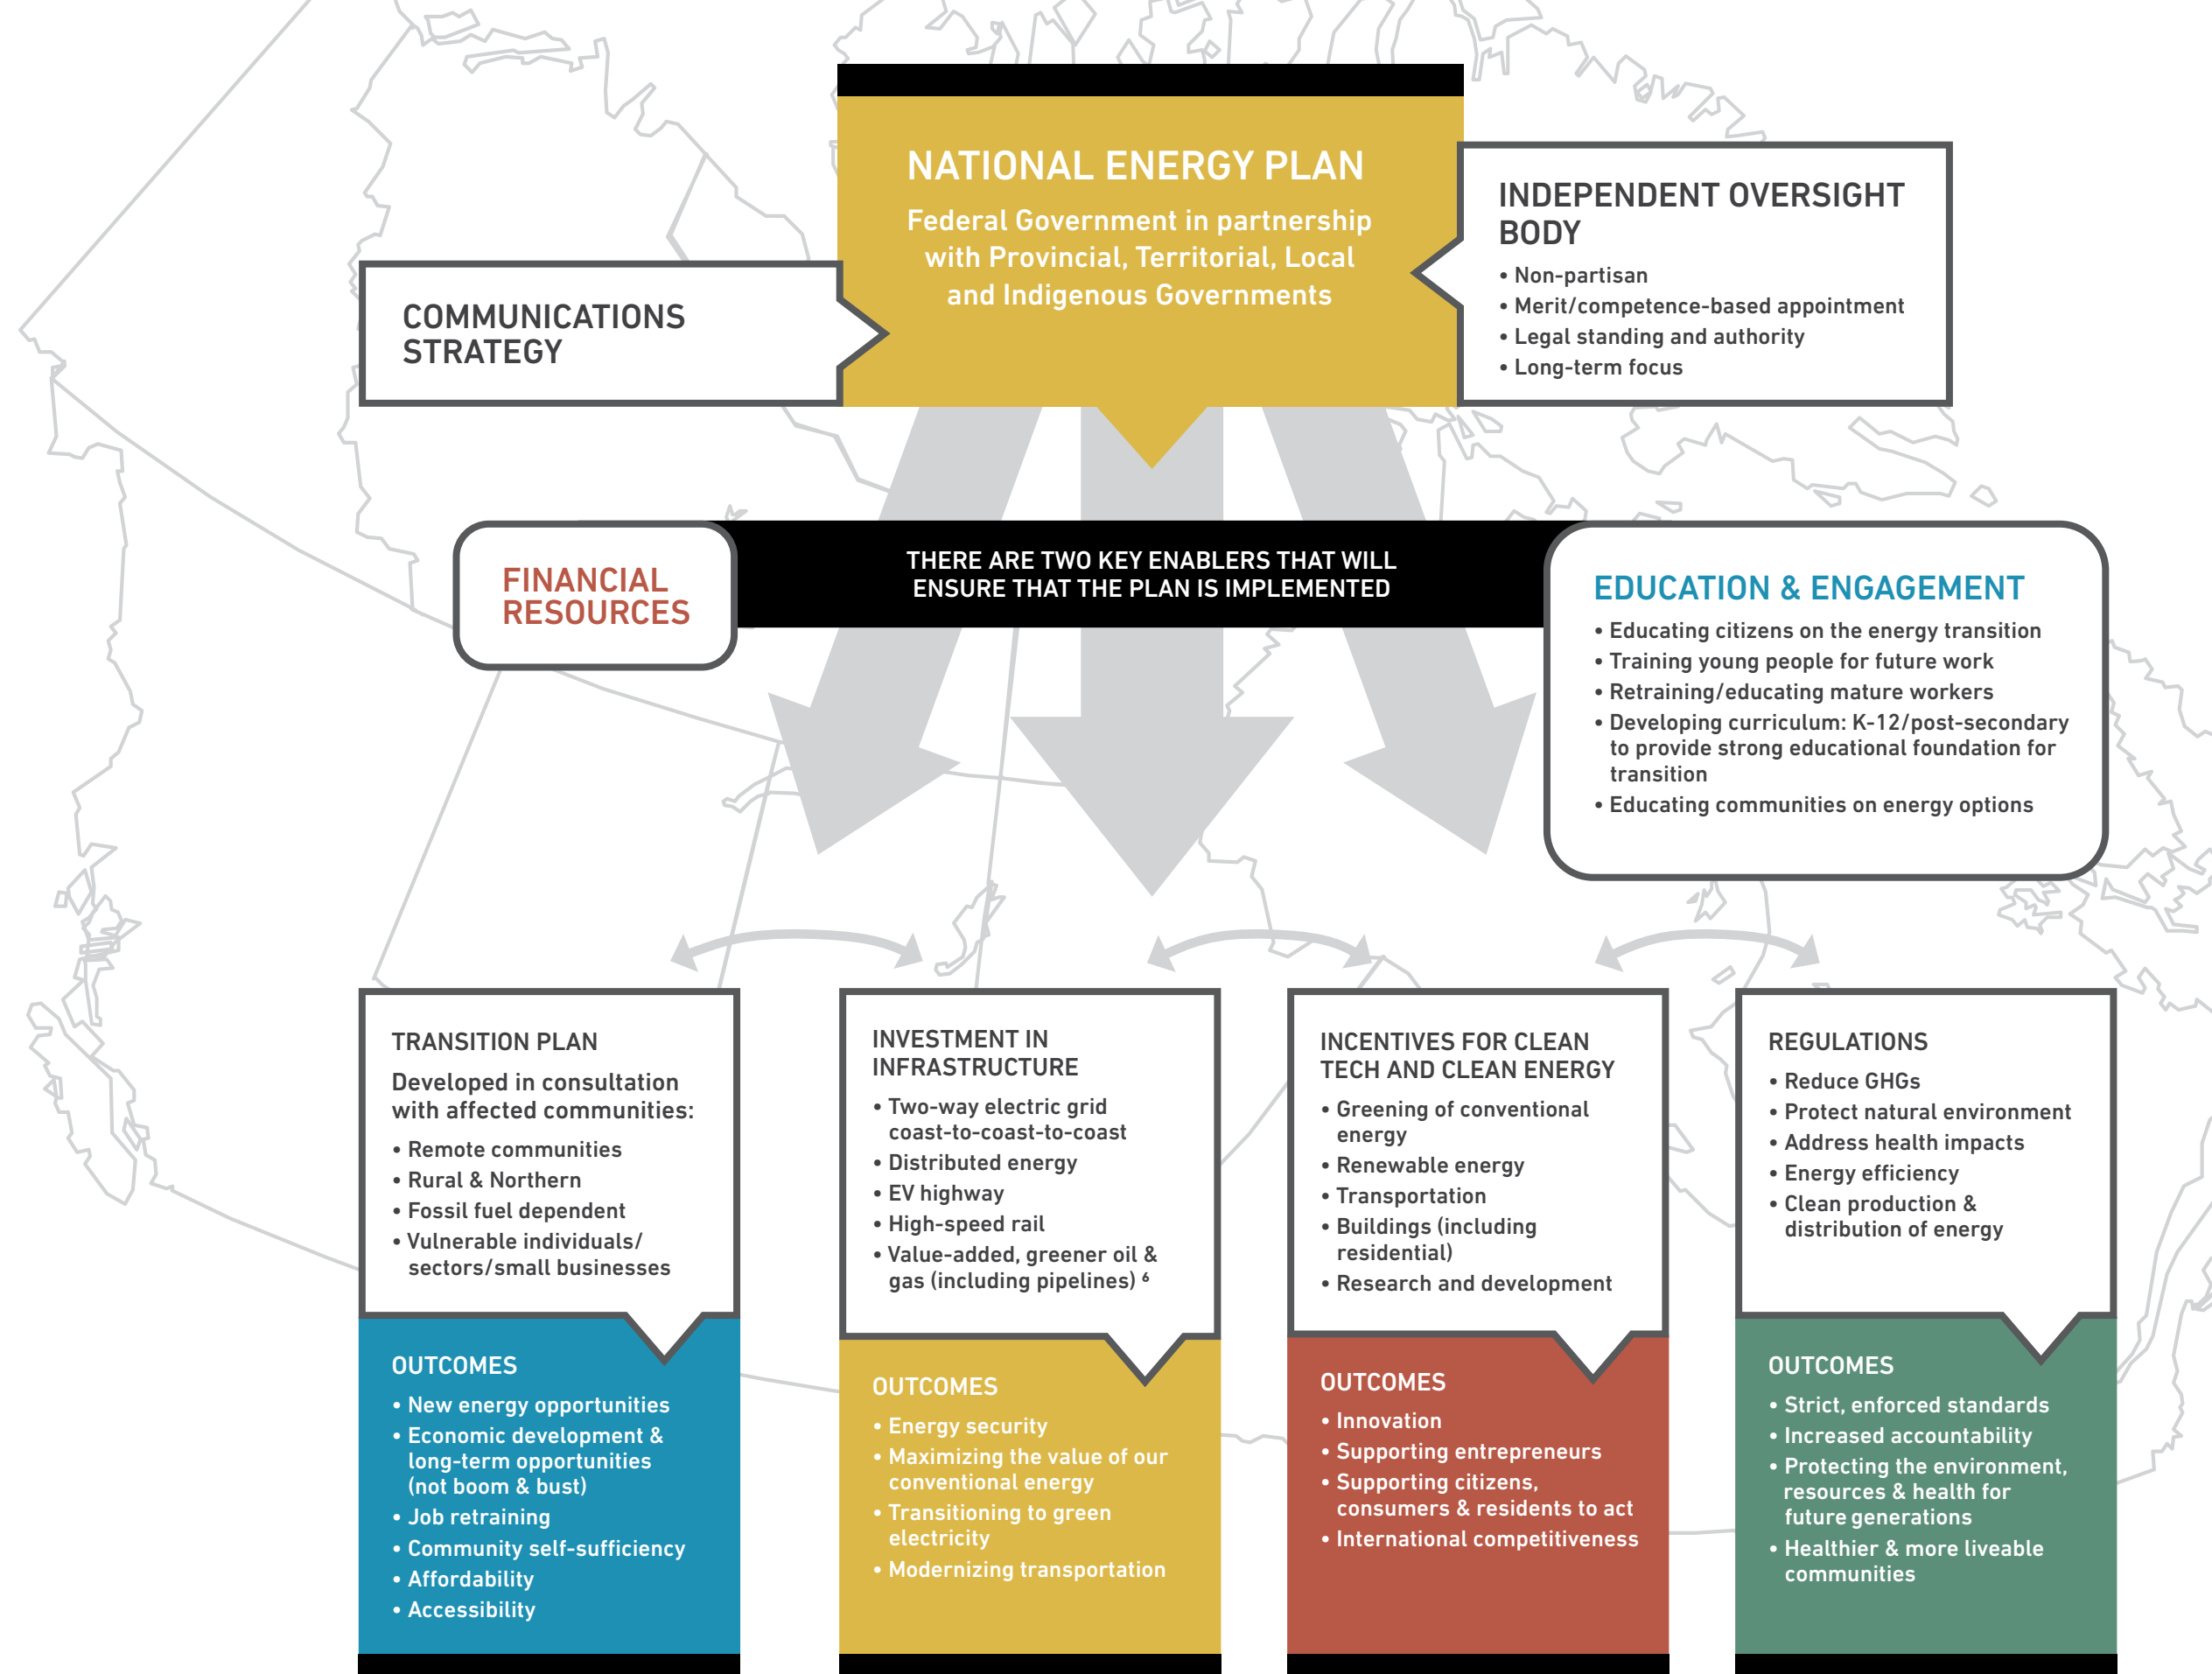 NATIONAL ENERGY PLAN
Federal Government in partnership
with Provincial, Territorial, Local
and Indigenous Governments
INDEPENDENT OVERSIGHT
BODY
• Non-partisan
• Merit/competence-based appointment
• Legal standing and authority
• Long-term focus
COMMUNICATIONS
STRATEGY
FINANCIAL
RESOURCES
THERE ARE TWO KEY ENABLERS THAT WILL
ENSURE THAT THE PLAN IS IMPLEMENTED
EDUCATION & ENGAGEMENT
• Educating citizens on the energy transition
• Training young people for future work
• Retraining/educating mature workers
• Developing curriculum: K-12/post-secondary
to provide strong educational foundation for
transition
• Educating communities on energy options
TRANSITION PLAN
Developed in consultation
with affected communities:
• Remote communities
• Rural & Northern
• Fossil fuel dependent
• Vulnerable individuals/
sectors/small businesses
OUTCOMES
• New energy opportunities
• Economic development &
long-term opportunities
(not boom & bust)
• Job retraining
• Community self-sufficiency
• Affordability
• Accessibility
INVESTMENT IN
INFRASTRUCTURE
• Two-way electric grid
coast-to-coast-to-coast
• Distributed energy
• EV highway
• High-speed rail
• Value-added, greener oil &
gas (including pipelines) ⁶
OUTCOMES
• Energy security
• Maximizing the value of our
conventional energy
• Transitioning to green
electricity
• Modernizing transportation
INCENTIVES FOR CLEAN
TECH AND CLEAN ENERGY
• Greening of conventional
energy
• Renewable energy
• Transportation
• Buildings (including
residential)
• Research and development
OUTCOMES
• Innovation
• Supporting entrepreneurs
• Supporting citizens,
consumers & residents to act
• International competitiveness
REGULATIONS
• Reduce GHGs
• Protect natural environment
• Address health impacts
• Energy efficiency
• Clean production &
distribution of energy
OUTCOMES
• Strict, enforced standards
• Increased accountability
• Protecting the environment,
resources & health for
future generations
• Healthier & more liveable
communities